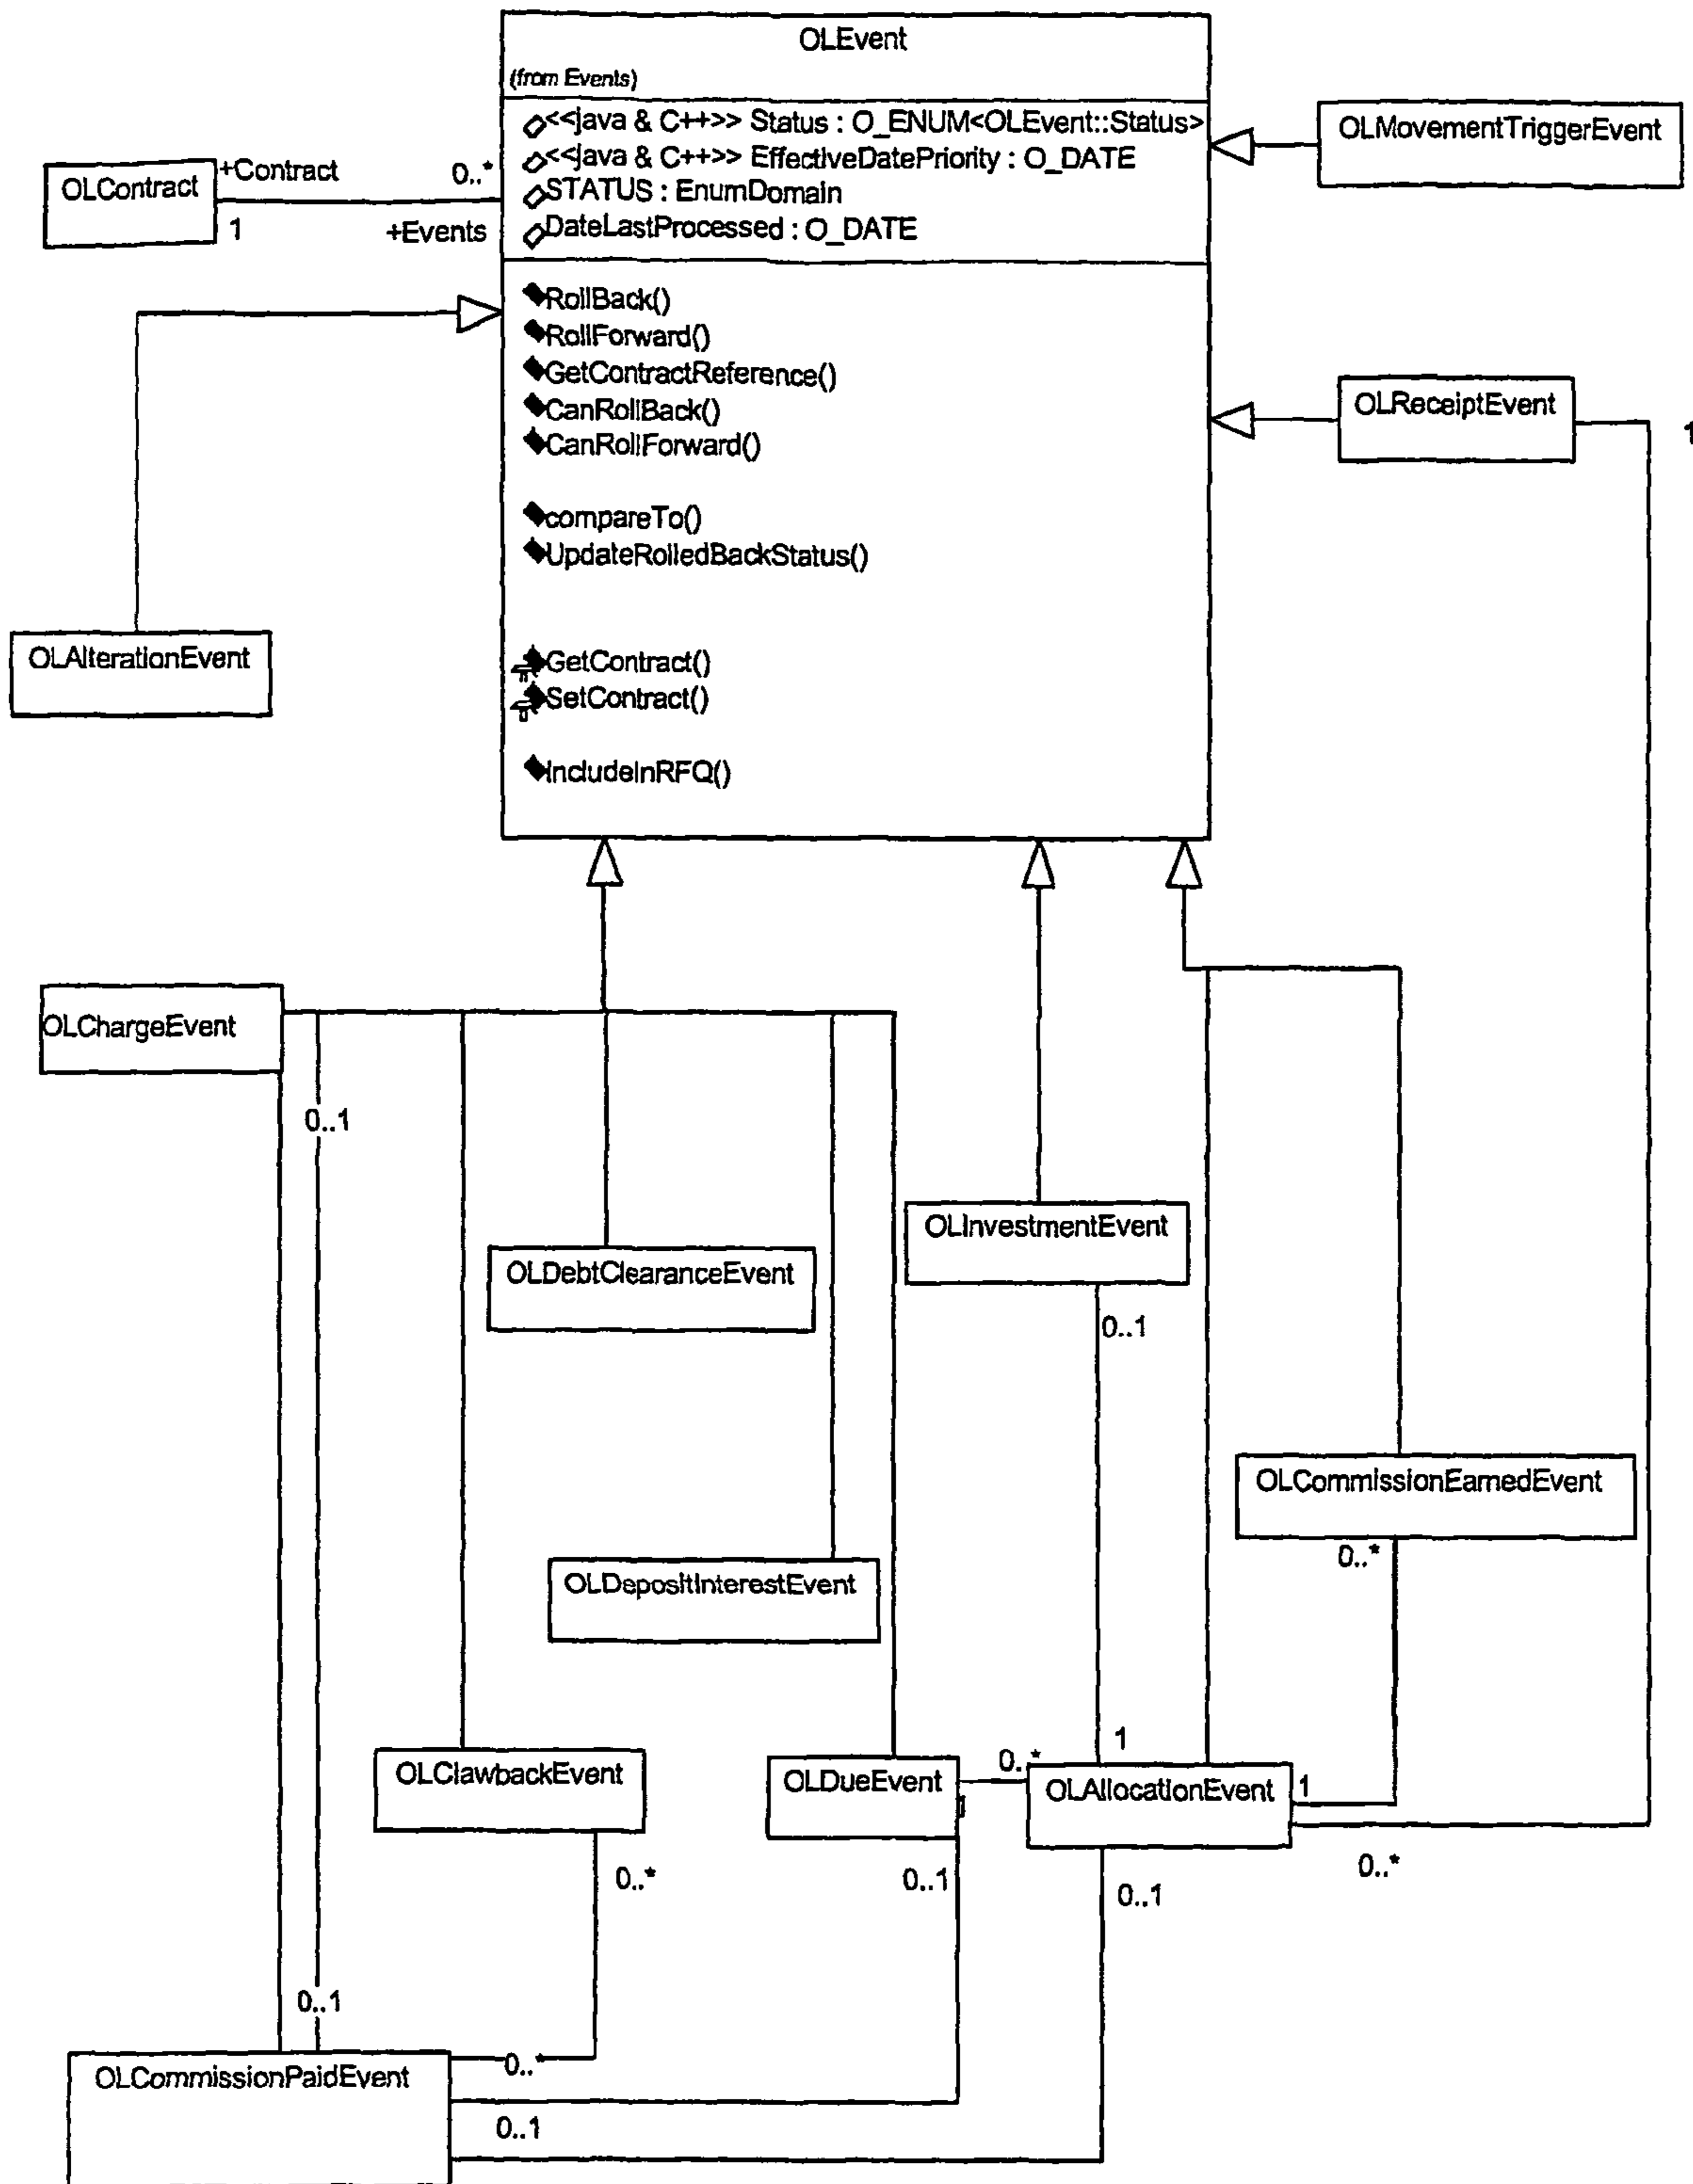 OLEvent
(from Events)
<<java & C++>> Status : O_ENUM<OLEvent::Status>
<<java & C++>> EffectiveDatePriority : O_DATE
STATUS : EnumDomain
DateLastProcessed : O_DATE
OLMovementTriggerEvent
OLContract
+Contract
0..*
1
+Events
RollBack()
RollForward()
GetContractReference()
CanRollBack()
CanRollForward()
compareTo()
UpdateRolledBackStatus()
GetContract()
SetContract()
IncludeInRFQ()
OLReceiptEvent
1
OLAlterationEvent
OLChargeEvent
0..1
OLInvestmentEvent
0..1
OLDebtClearanceEvent
OLCommissionEarnedEvent
0..*
OLDepositInterestEvent
OLClawbackEvent
0..*
OLDueEvent
0..1
0..*
1
OLAllocationEvent
1
0..*
0..1
0..1
OLCommissionPaidEvent
0..*
0..1